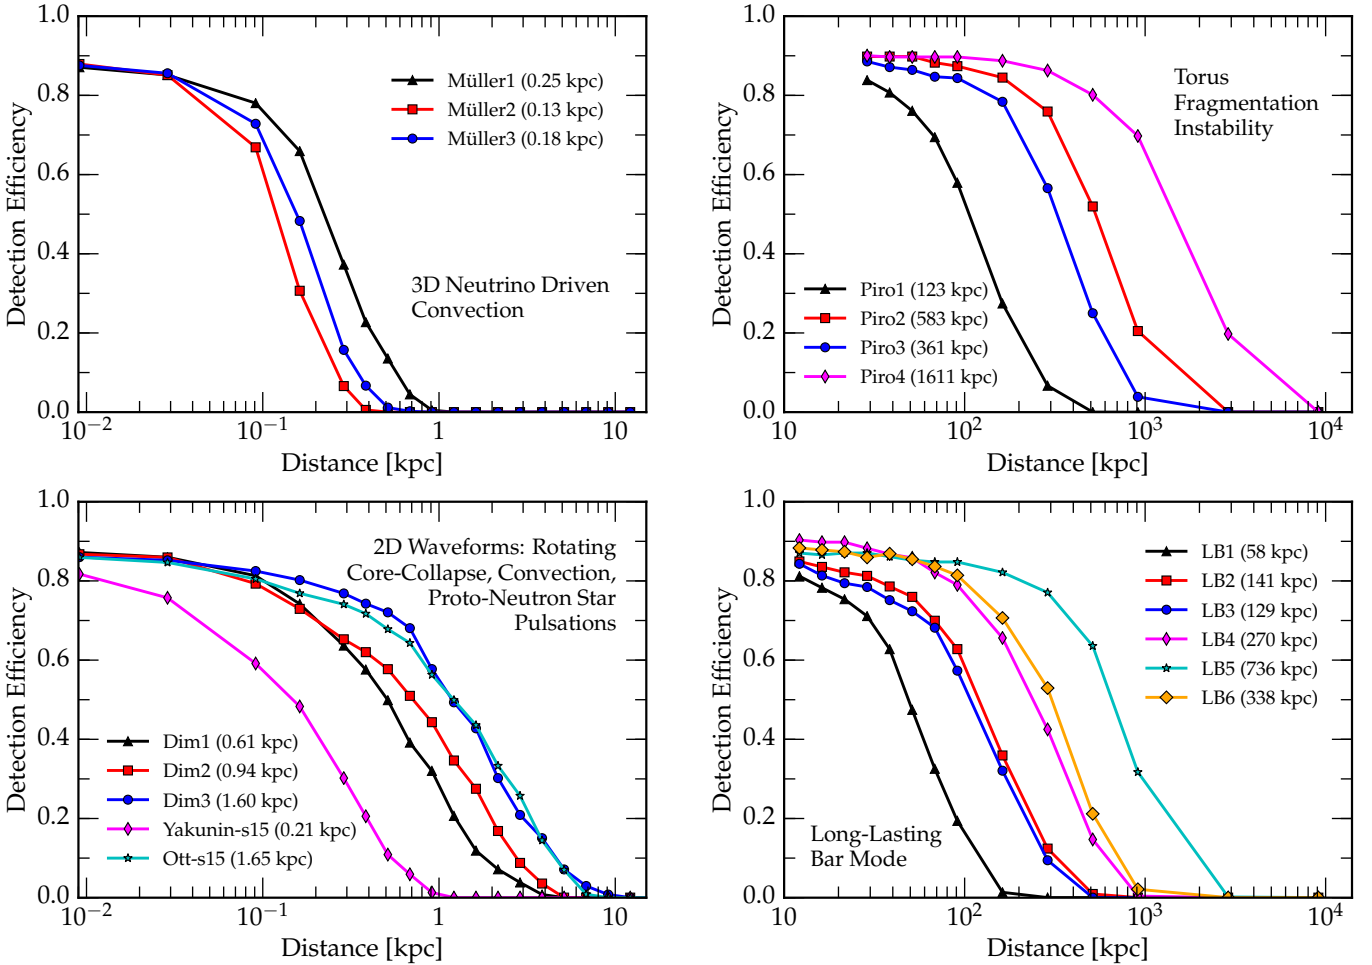 1.0
0.8
0.6
0.4
0.2
0.0
Detection Efficiency
Müller1 (0.25 kpc)
Müller2 (0.13 kpc)
Müller3 (0.18 kpc)
3D Neutrino Driven
Convection
10⁻²
10⁻¹
1
10
Distance [kpc]
1.0
0.8
0.6
0.4
0.2
0.0
Detection Efficiency
Torus
Fragmentation
Instability
Piro1 (123 kpc)
Piro2 (583 kpc)
Piro3 (361 kpc)
Piro4 (1611 kpc)
10
10²
10³
10⁴
Distance [kpc]
1.0
0.8
0.6
0.4
0.2
0.0
Detection Efficiency
2D Waveforms: Rotating
Core-Collapse, Convection,
Proto-Neutron Star
Pulsations
Dim1 (0.61 kpc)
Dim2 (0.94 kpc)
Dim3 (1.60 kpc)
Yakunin-s15 (0.21 kpc)
Ott-s15 (1.65 kpc)
10⁻²
10⁻¹
1
10
Distance [kpc]
1.0
0.8
0.6
0.4
0.2
0.0
Detection Efficiency
LB1 (58 kpc)
LB2 (141 kpc)
LB3 (129 kpc)
LB4 (270 kpc)
LB5 (736 kpc)
LB6 (338 kpc)
Long-Lasting
Bar Mode
10
10²
10³
10⁴
Distance [kpc]